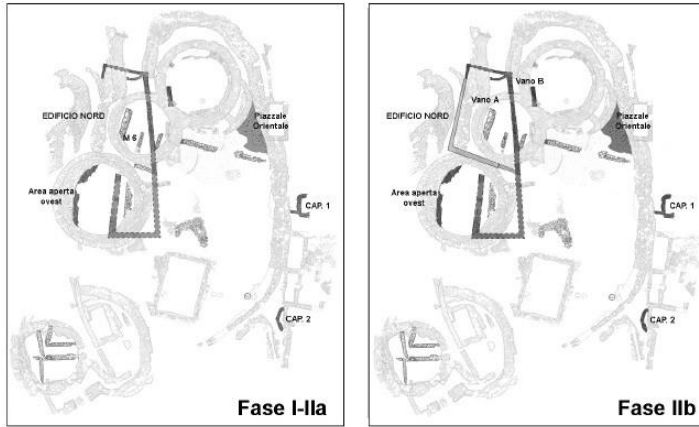 EDIFICIO NORD
M 6
Piazzale
Orientale
Area aperta
ovest
CAP. 1
CAP. 2
Fase I-IIa
Vano B
Vano A
EDIFICIO NORD
Piazzale
Orientale
Area aperta
ovest
CAP. 1
CAP. 2
Fase IIb